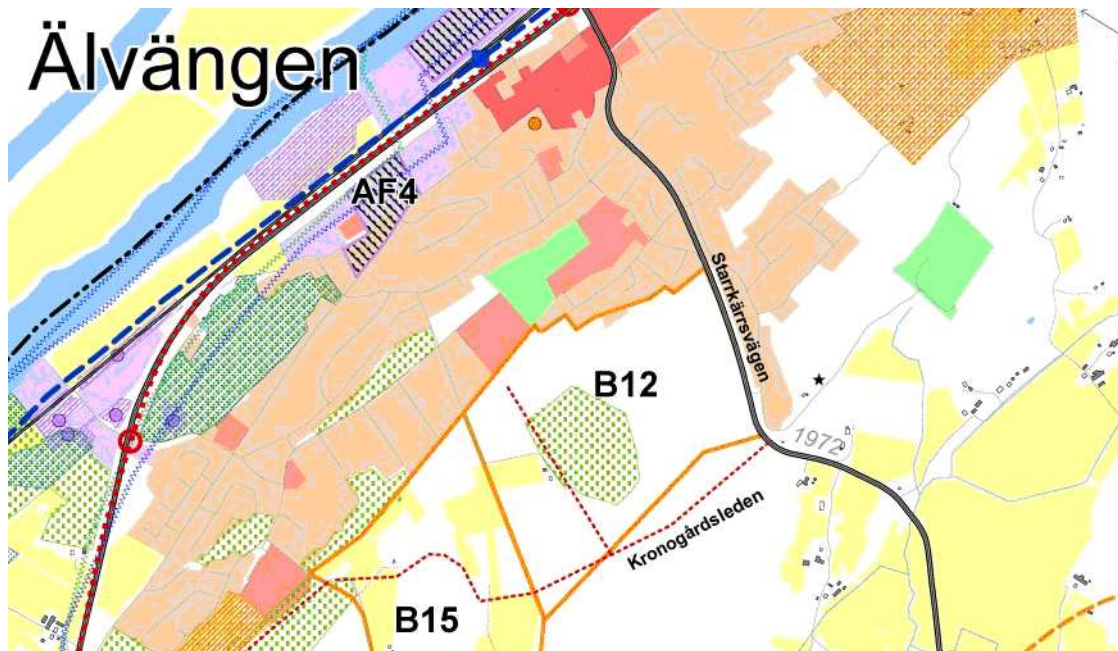 Älvängen
AF4
Starrkärrsvägen
B12
1972
Kronogårdsleden
B15